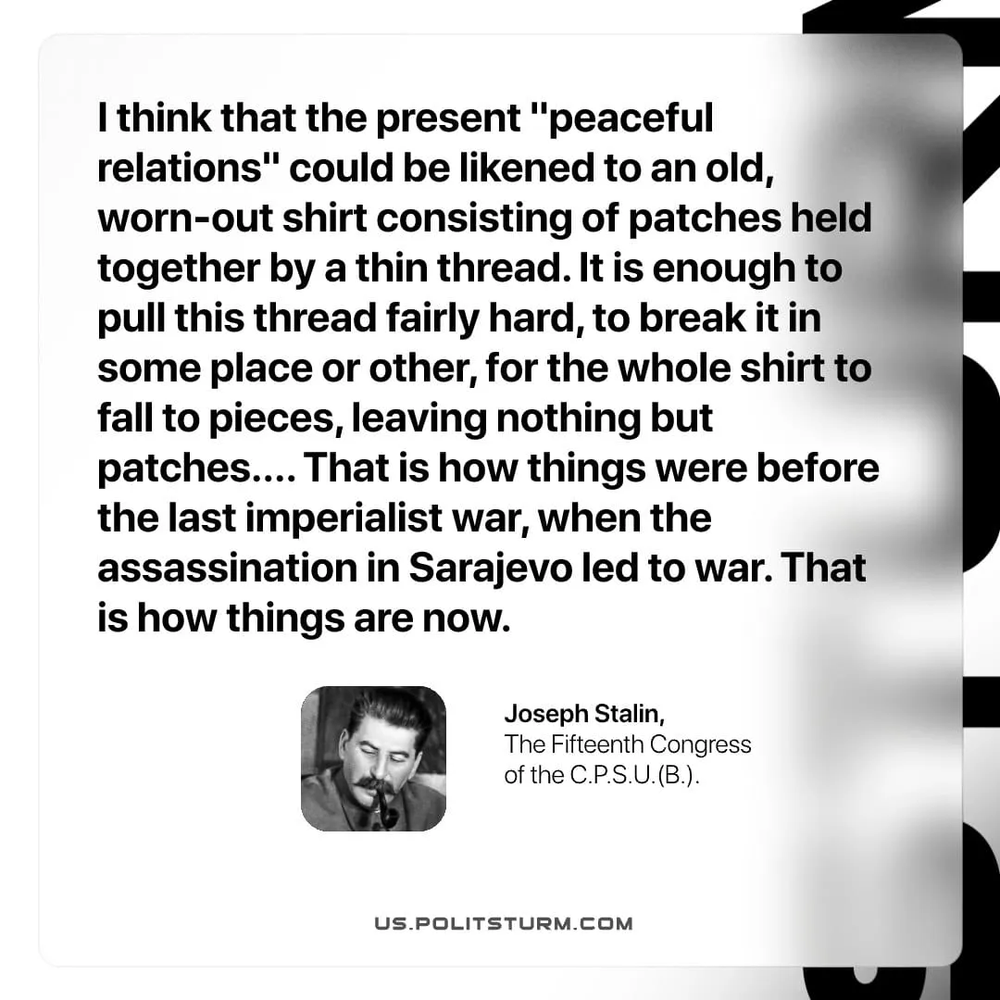 I think that the present "peaceful
relations" could be likened to an old,
worn-out shirt consisting of patches held
together by a thin thread. It is enough to
pull this thread fairly hard, to break it in
some place or other, for the whole shirt to
fall to pieces, leaving nothing but
patches.... That is how things were before
the last imperialist war, when the
assassination in Sarajevo led to war. That
is how things are now.
Joseph Stalin,
The Fifteenth Congress
of the C.P.S.U.(B.).
US.POLITSTURM.COM